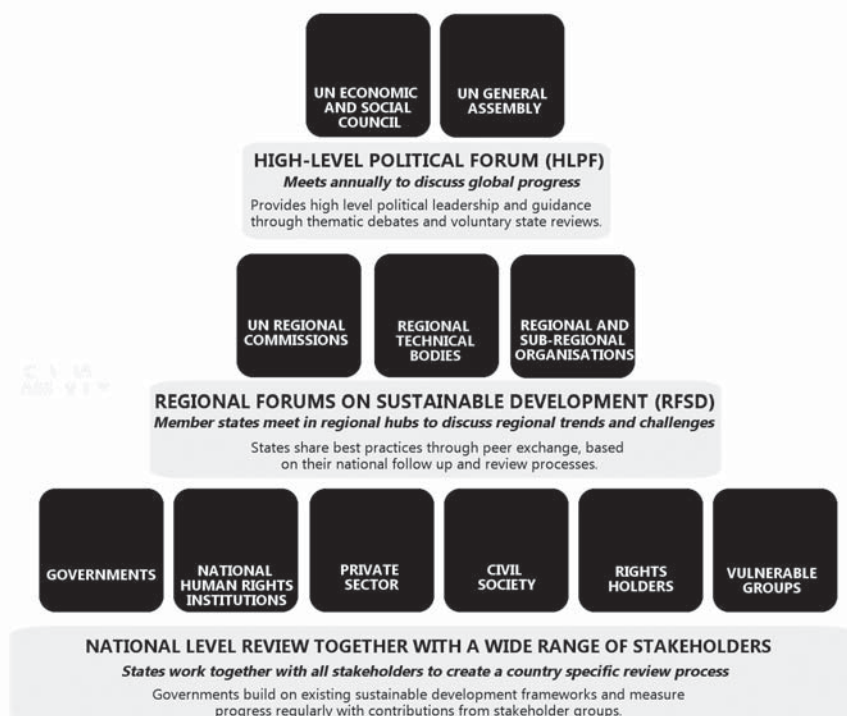 UN ECONOMIC
AND SOCIAL
COUNCIL
UN GENERAL
ASSEMBLY
HIGH-LEVEL POLITICAL FORUM (HLPF)
Meets annually to discuss global progress
Provides high level political leadership and guidance
through thematic debates and voluntary state reviews.
UN REGIONAL
COMMISSIONS
REGIONAL
TECHNICAL
BODIES
REGIONAL AND
SUB-REGIONAL
ORGANISATIONS
REGIONAL FORUMS ON SUSTAINABLE DEVELOPMENT (RFSD)
Member states meet in regional hubs to discuss regional trends and challenges
States share best practices through peer exchange, based
on their national follow up and review processes.
GOVERNMENTS
NATIONAL
HUMAN RIGHTS
INSTITUTIONS
PRIVATE
SECTOR
CIVIL
SOCIETY
RIGHTS
HOLDERS
VULNERABLE
GROUPS
NATIONAL LEVEL REVIEW TOGETHER WITH A WIDE RANGE OF STAKEHOLDERS
States work together with all stakeholders to create a country specific review process
Governments build on existing sustainable development frameworks and measure
progress regularly with contributions from stakeholder groups.